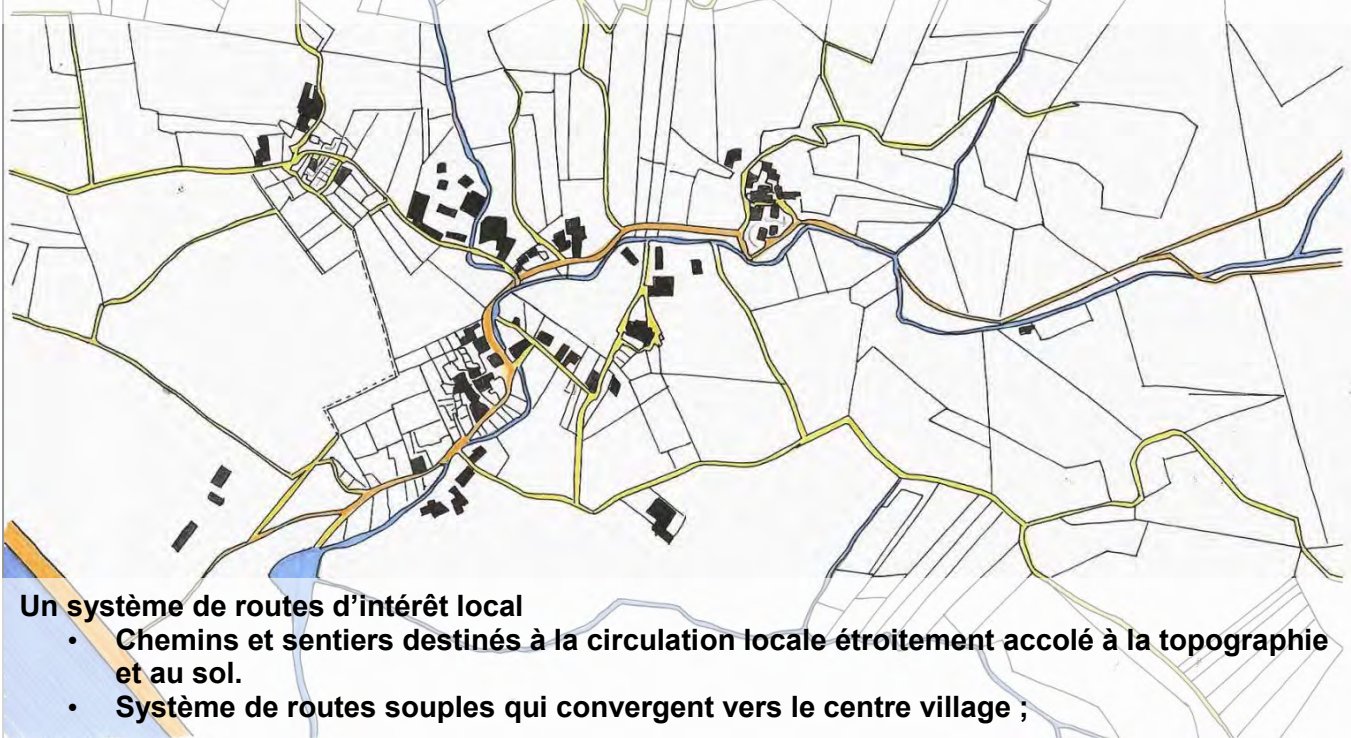 Un système de routes d’intérêt local
• Chemins et sentiers destinés à la circulation locale étroitement accolé à la topographie
et au sol.
• Système de routes souples qui convergent vers le centre village ;